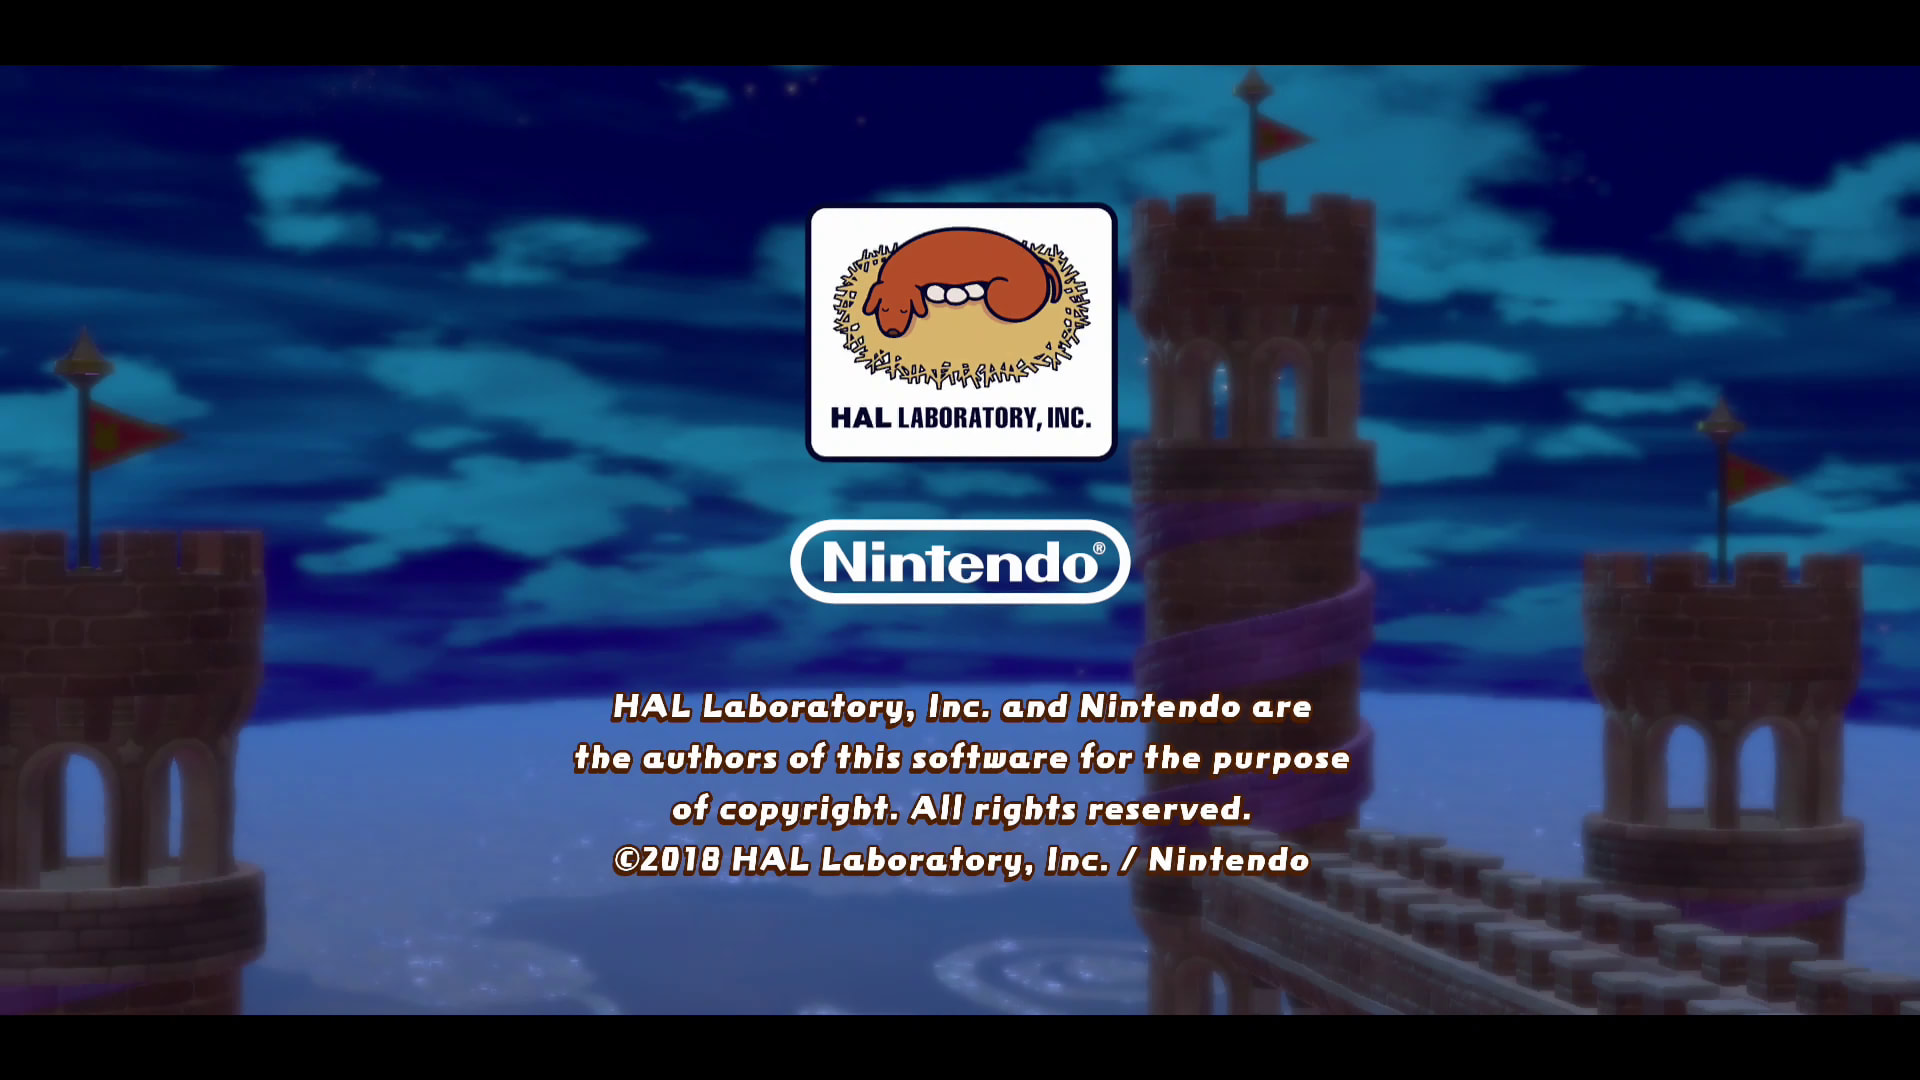 HAL LABORATORY, INC.
Nintendo®
HAL Laboratory, Inc. and Nintendo are
the authors of this software for the purpose
of copyright. All rights reserved.
©2018 HAL Laboratory, Inc. / Nintendo